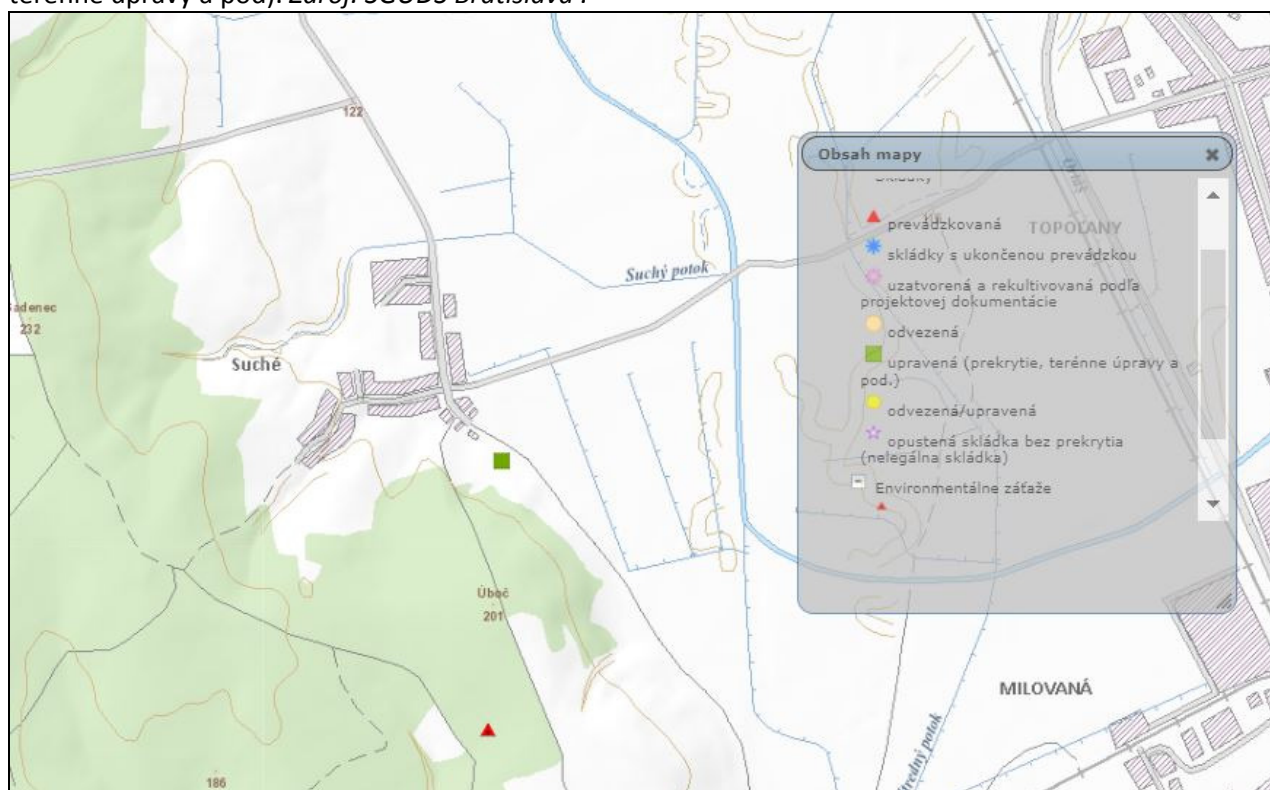 terénne úpravy a pod). Zdroj: ŠGÚDŠ Bratislava .
122
Obsah mapy
Skládky
prevádzkovaná
TOPOĽANY
skládky s ukončenou prevádzkou
uzatvorená a rekultivovaná podľa
projektovej dokumentácie
odvezená
upravená (prekrytie, terénne úpravy a
pod.)
odvezená/upravená
opustená skládka bez prekrytia
(nelegálna skládka)
Environmentálne záťaže
Suchý potok
232
Suché
Úboč
201
MILOVANÁ
186